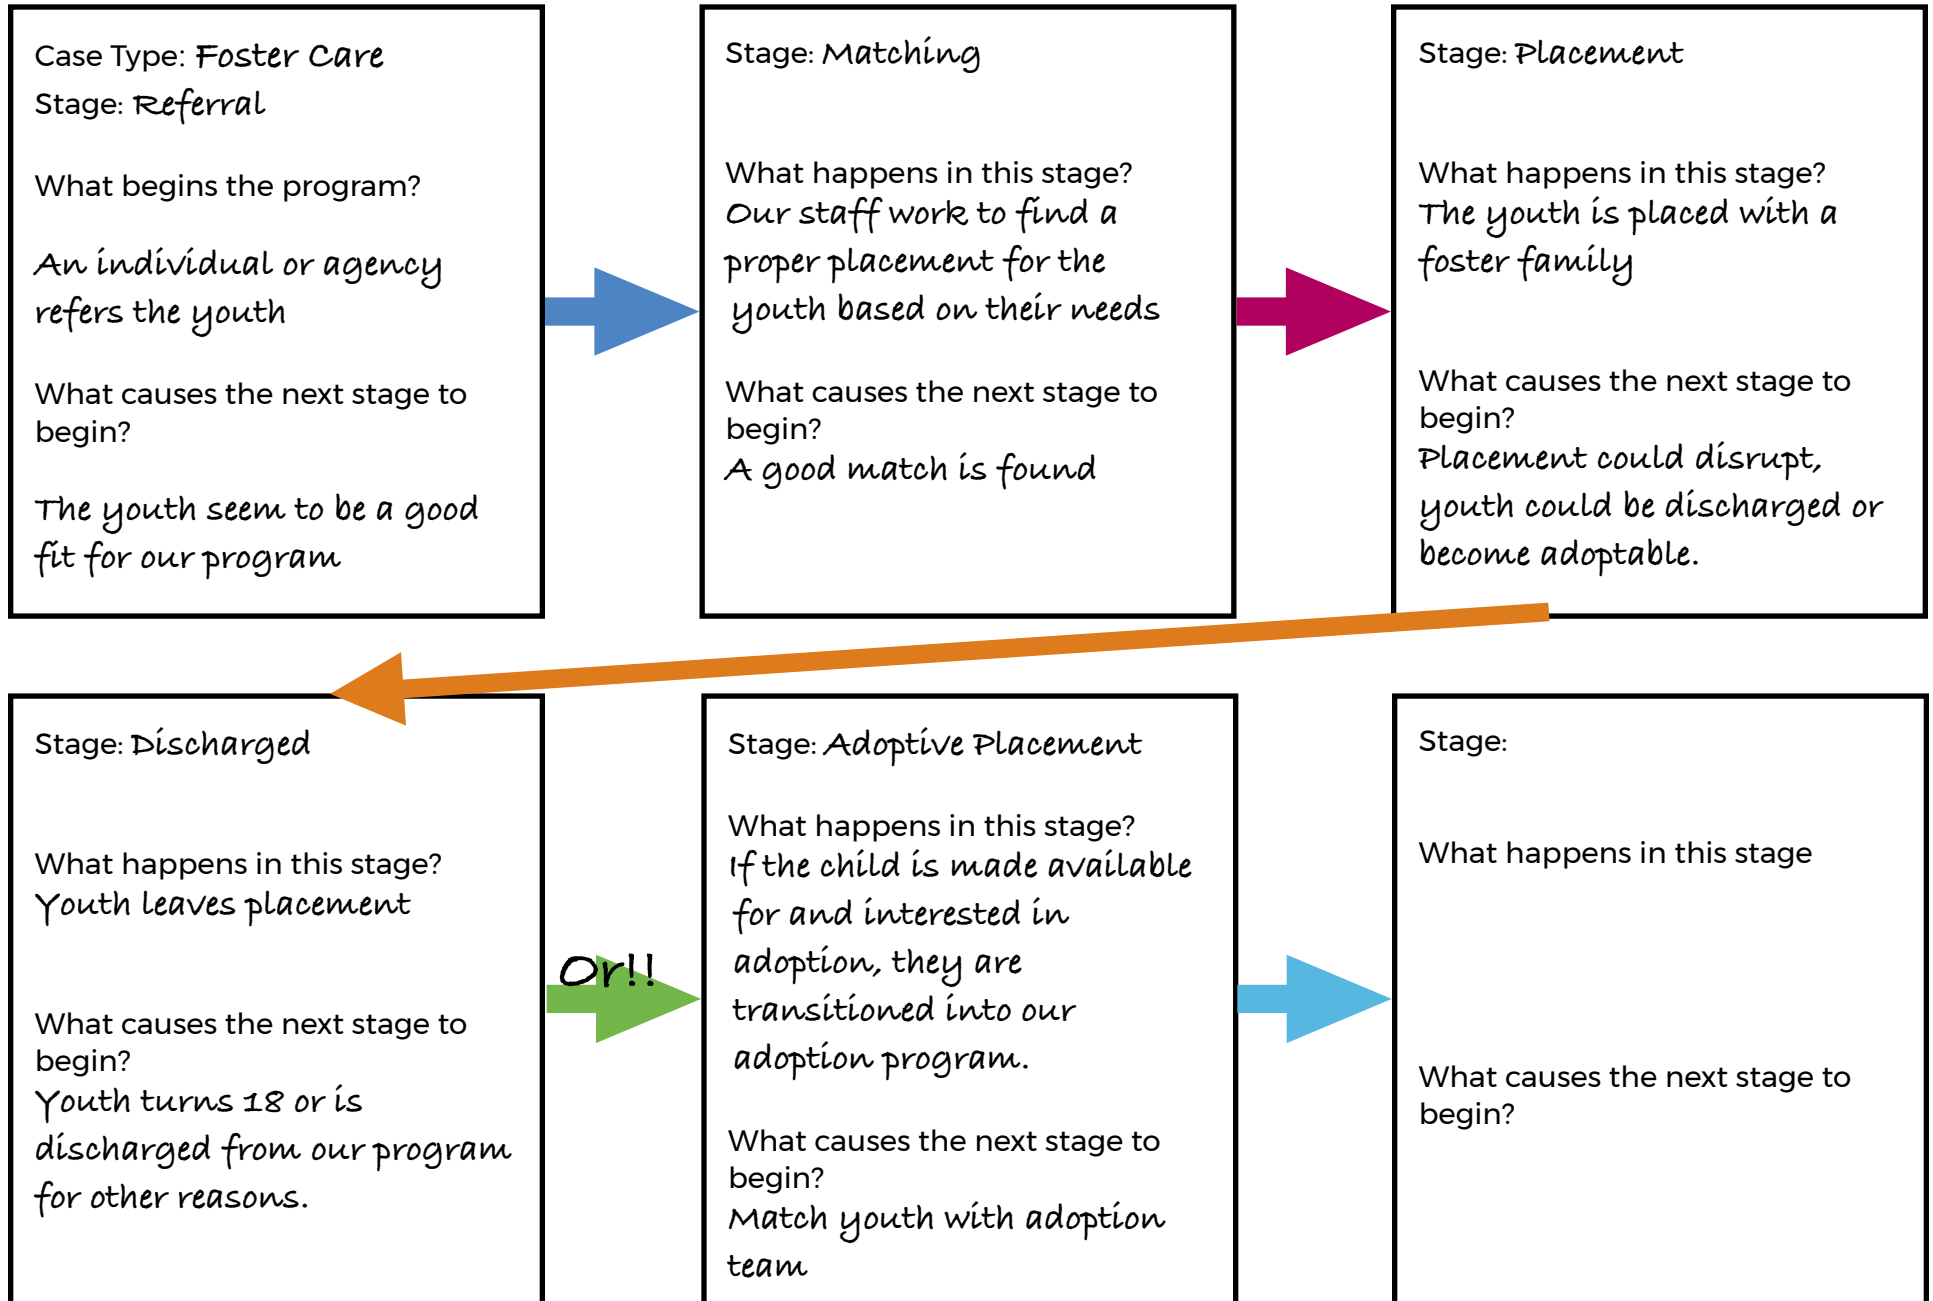 Case Type: Foster Care
Stage: Referral
What begins the program?
An individual or agency
refers the youth
What causes the next stage to
begin?
The youth seem to be a good
fit for our program
Stage: Matching
What happens in this stage?
Our staff work to find a
proper placement for the
youth based on their needs
What causes the next stage to
begin?
A good match is found
Stage: Placement
What happens in this stage?
The youth is placed with a
foster family
What causes the next stage to
begin?
Placement could disrupt,
youth could be discharged or
become adoptable.
Stage: Discharged
What happens in this stage?
Youth leaves placement
What causes the next stage to
begin?
Youth turns 18 or is
discharged from our program
for other reasons.
Or!!
Stage: Adoptive Placement
What happens in this stage?
If the child is made available
for and interested in
adoption, they are
transitioned into our
adoption program.
What causes the next stage to
begin?
Match youth with adoption
team
Stage:
What happens in this stage
What causes the next stage to
begin?